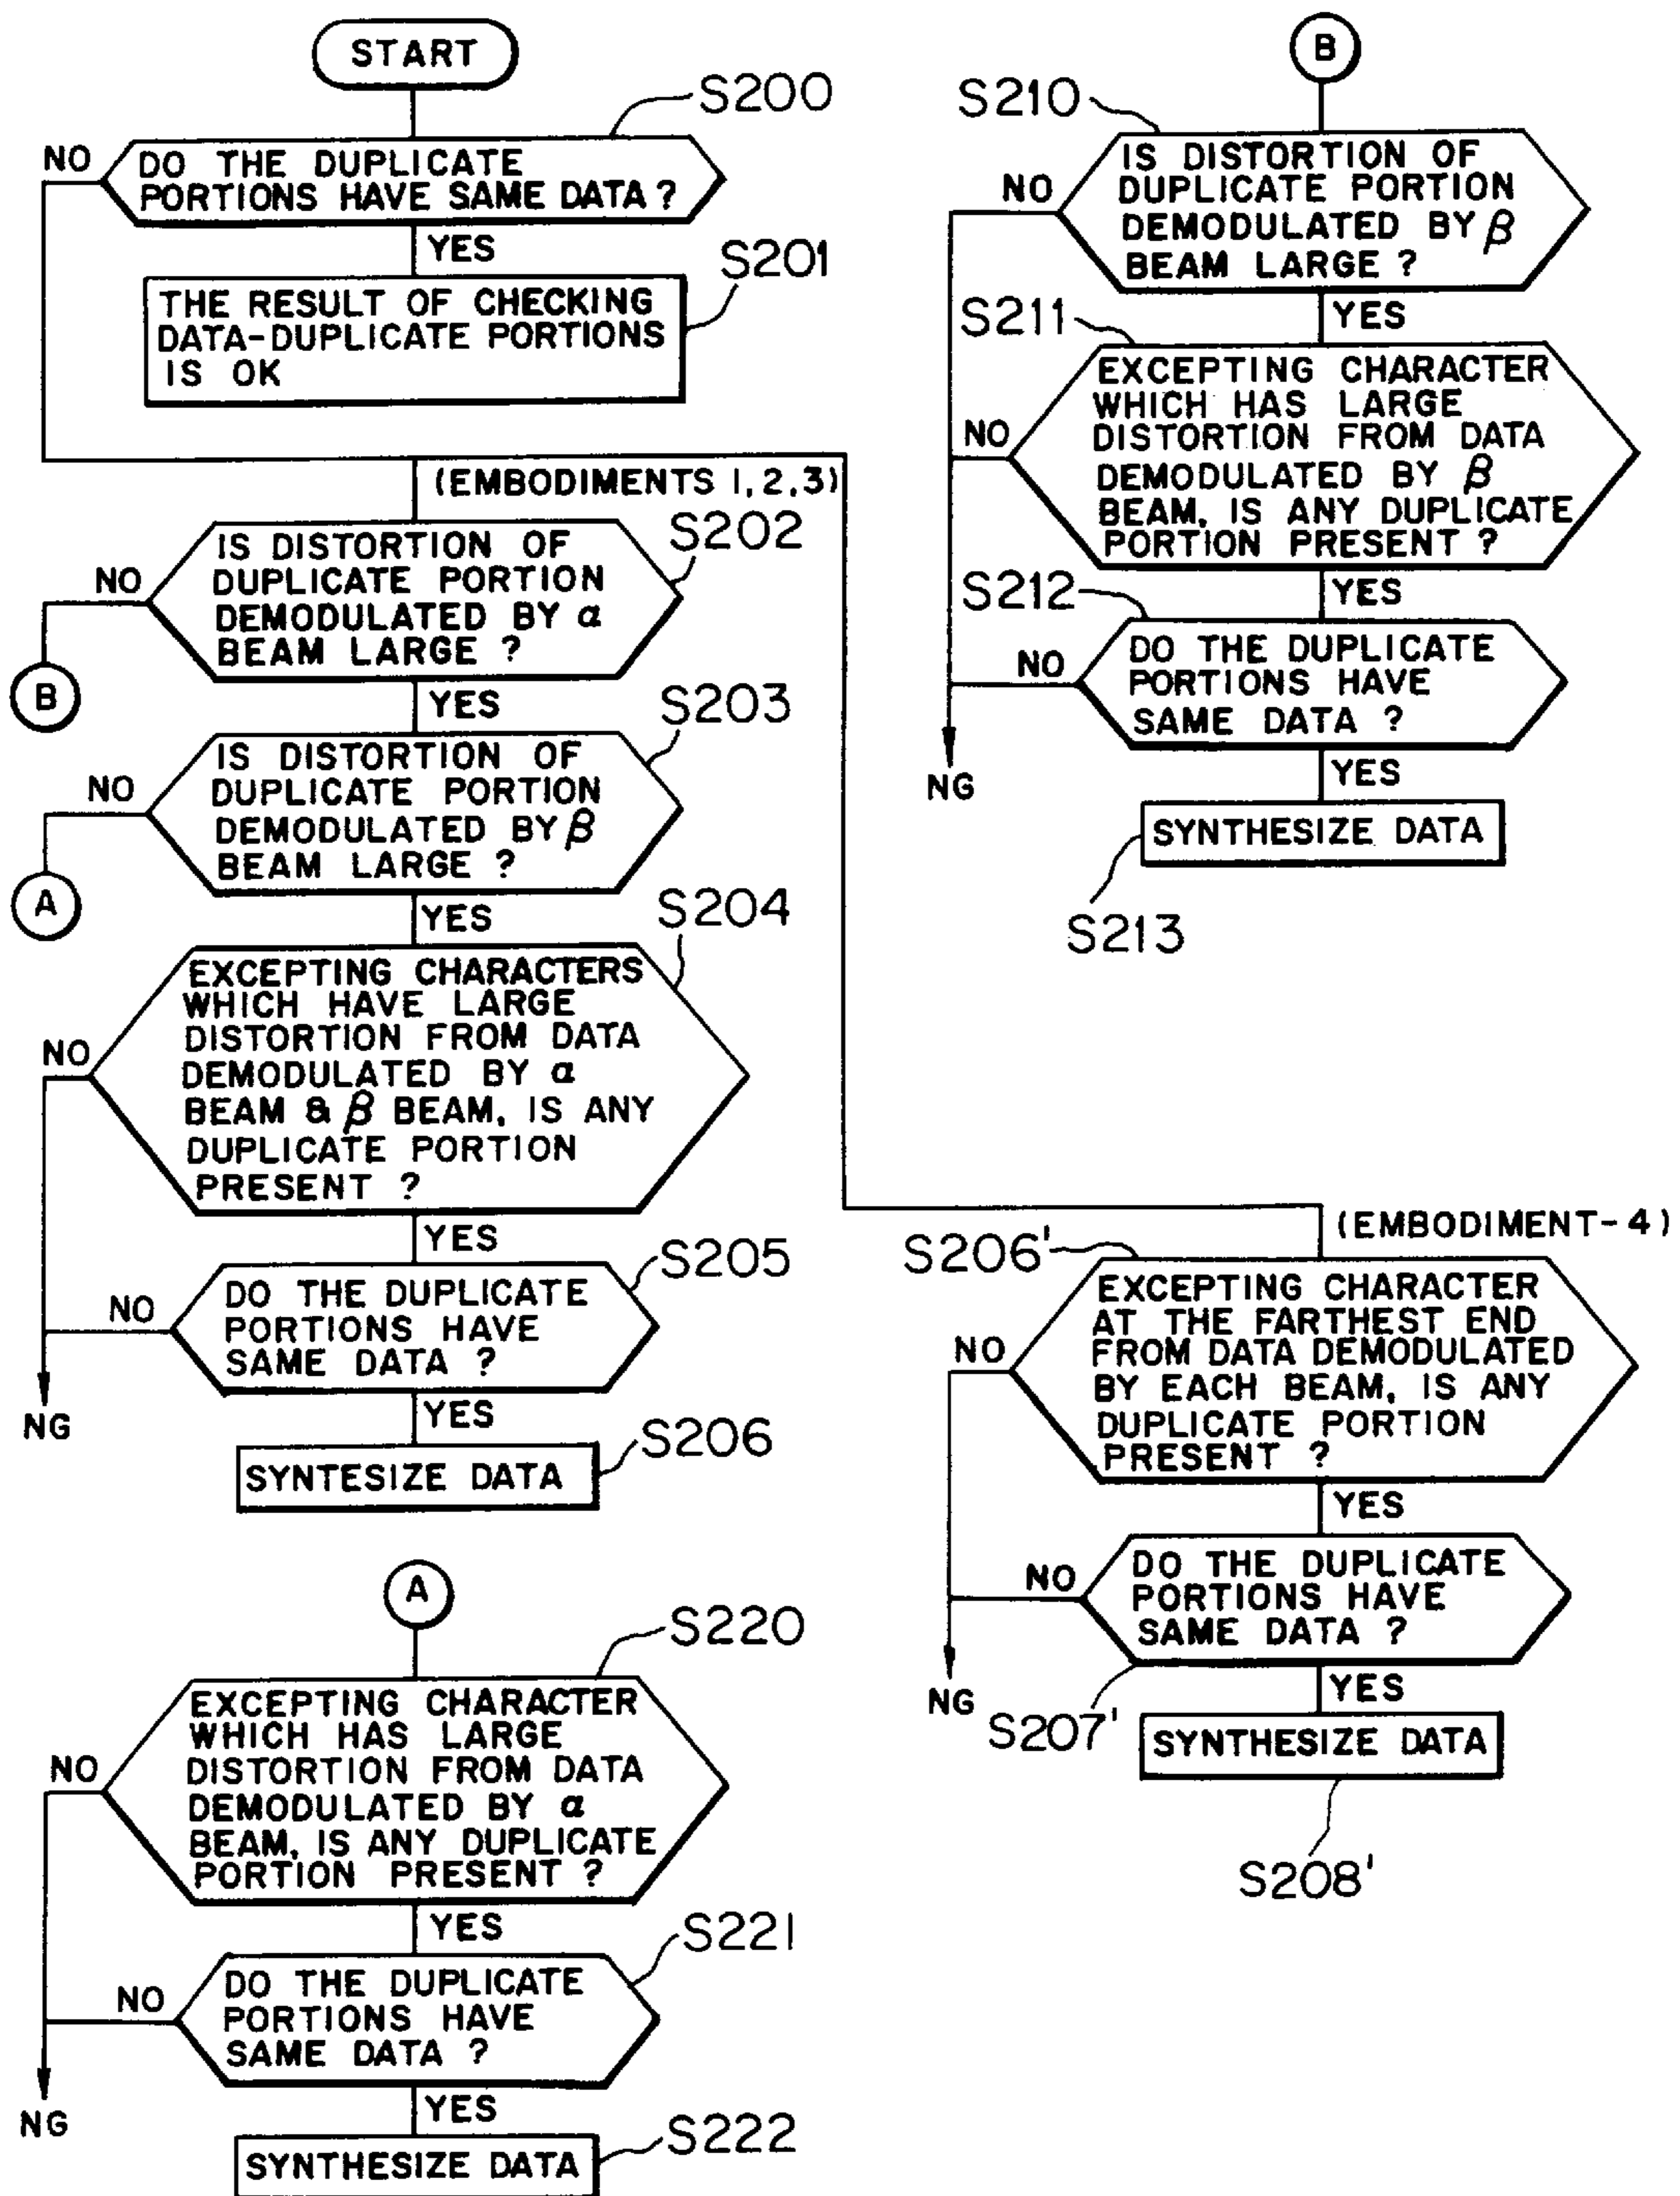 START
S200
NO
DO THE DUPLICATE
PORTIONS HAVE SAME DATA ?
YES
S201
THE RESULT OF CHECKING
DATA-DUPLICATE PORTIONS
IS OK
(EMBODIMENTS 1,2,3)
S202
NO
IS DISTORTION OF
DUPLICATE PORTION
DEMODULATED BY α
BEAM LARGE ?
B
YES
S203
NO
IS DISTORTION OF
DUPLICATE PORTION
DEMODULATED BY β
BEAM LARGE ?
A
YES
S204
NO
EXCEPTING CHARACTERS
WHICH HAVE LARGE
DISTORTION FROM DATA
DEMODULATED BY α
BEAM & β BEAM, IS ANY
DUPLICATE PORTION
PRESENT ?
YES
S205
NO
DO THE DUPLICATE
PORTIONS HAVE
SAME DATA ?
NG
YES
S206
SYNTESIZE DATA
A
S220
NO
EXCEPTING CHARACTER
WHICH HAS LARGE
DISTORTION FROM DATA
DEMODULATED BY α
BEAM, IS ANY DUPLICATE
PORTION PRESENT ?
YES
S221
NO
DO THE DUPLICATE
PORTIONS HAVE
SAME DATA ?
NG
YES
S222
SYNTHESIZE DATA
B
S210
NO
IS DISTORTION OF
DUPLICATE PORTION
DEMODULATED BY β
BEAM LARGE ?
YES
S211
NO
EXCEPTING CHARACTER
WHICH HAS LARGE
DISTORTION FROM DATA
DEMODULATED BY β
BEAM, IS ANY DUPLICATE
PORTION PRESENT ?
YES
S212
NO
DO THE DUPLICATE
PORTIONS HAVE
SAME DATA ?
NG
YES
SYNTHESIZE DATA
S213
(EMBODIMENT-4)
S206'
NO
EXCEPTING CHARACTER
AT THE FARTHEST END
FROM DATA DEMODULATED
BY EACH BEAM, IS ANY
DUPLICATE PORTION
PRESENT ?
YES
NO
DO THE DUPLICATE
PORTIONS HAVE
SAME DATA ?
NG
S207'
YES
SYNTHESIZE DATA
S208'